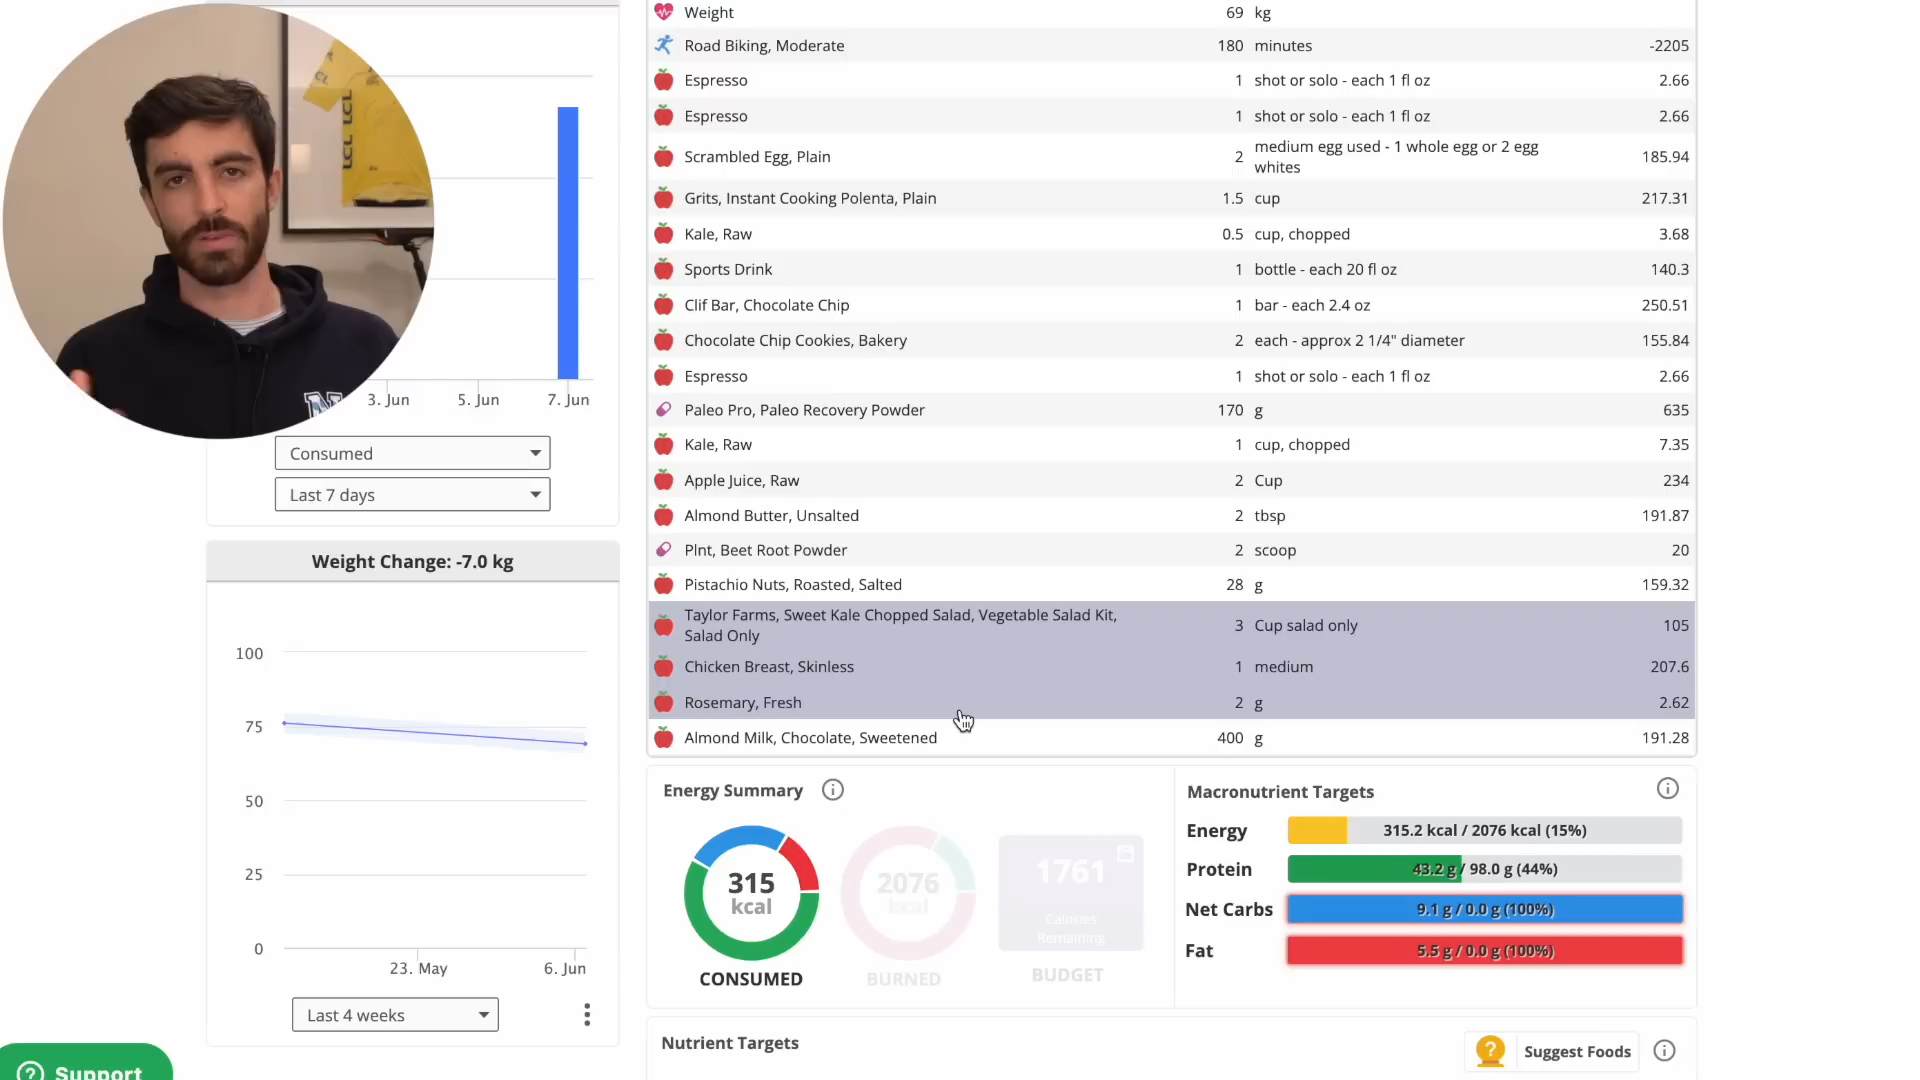 LCL LCL
LCL
N
3. Jun 5. Jun 7. Jun
Consumed
Last 7 days
Weight Change: -7.0 kg
100
75
50
25
0
23. May 6. Jun
Last 4 weeks
Support
Weight 69 kg
Road Biking, Moderate 180 minutes -2205
Espresso 1 shot or solo - each 1 fl oz 2.66
Espresso 1 shot or solo - each 1 fl oz 2.66
Scrambled Egg, Plain 2 medium egg used - 1 whole egg or 2 egg whites 185.94
Grits, Instant Cooking Polenta, Plain 1.5 cup 217.31
Kale, Raw 0.5 cup, chopped 3.68
Sports Drink 1 bottle - each 20 fl oz 140.3
Clif Bar, Chocolate Chip 1 bar - each 2.4 oz 250.51
Chocolate Chip Cookies, Bakery 2 each - approx 2 1/4" diameter 155.84
Espresso 1 shot or solo - each 1 fl oz 2.66
Paleo Pro, Paleo Recovery Powder 170 g 635
Kale, Raw 1 cup, chopped 7.35
Apple Juice, Raw 2 Cup 234
Almond Butter, Unsalted 2 tbsp 191.87
Plnt, Beet Root Powder 2 scoop 20
Pistachio Nuts, Roasted, Salted 28 g 159.32
Taylor Farms, Sweet Kale Chopped Salad, Vegetable Salad Kit,
Salad Only 3 Cup salad only 105
Chicken Breast, Skinless 1 medium 207.6
Rosemary, Fresh 2 g 2.62
Almond Milk, Chocolate, Sweetened 400 g 191.28
Energy Summary
315
kcal
CONSUMED
2076
kcal
BURNED
1761
Calories
Remaining
BUDGET
Macronutrient Targets
Energy 315.2 kcal / 2076 kcal (15%)
Protein 43.2 g / 98.0 g (44%)
Net Carbs 9.1 g / 0.0 g (100%)
Fat 5.5 g / 0.0 g (100%)
Nutrient Targets
Suggest Foods